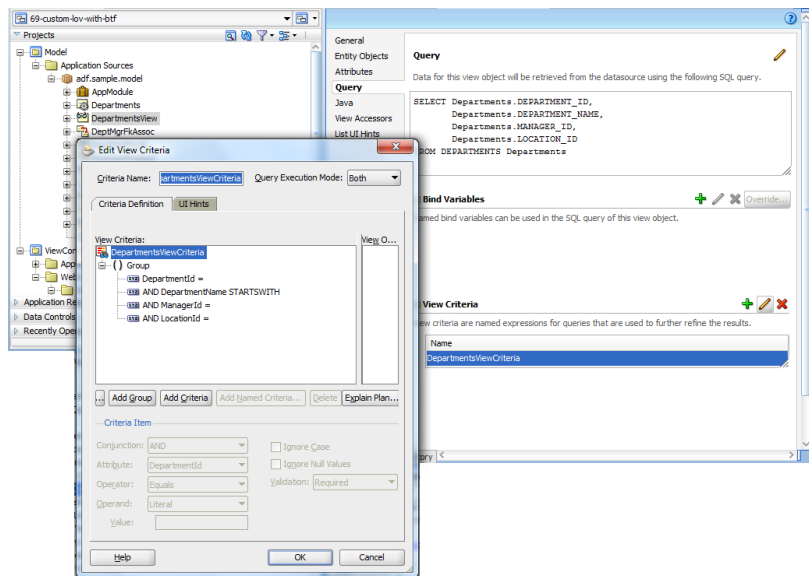 69-custom-lov-with-btf
Projects
Model
Application Sources
adf.sample.model
AppModule
Departments
DepartmentsView
DeptMgrFkAssoc
ViewCon
App
Web
Application Re
Data Controls
Recently Ope
General
Entity Objects
Attributes
Query
Java
View Accessors
List UI Hints
Query
Data for this view object will be retrieved from the datasource using the following SQL query.
SELECT Departments.DEPARTMENT_ID,
Departments.DEPARTMENT_NAME,
Departments.MANAGER_ID,
Departments.LOCATION_ID
ROM DEPARTMENTS Departments
Bind Variables
Override...
amed bind variables can be used in the SQL query of this view object.
View Criteria
ew criteria are named expressions for queries that are used to further refine the results.
Name
DepartmentsViewCriteria
ory
Edit View Criteria
Criteria Name: partmentsViewCriteria Query Execution Mode: Both
Criteria Definition UI Hints
View Criteria: View O...
DepartmentsViewCriteria
( ) Group
DepartmentId =
AND DepartmentName STARTSWITH
AND ManagerId =
AND LocationId =
... Add Group Add Criteria Add Named Criteria... Delete Explain Plan...
Criteria Item
Conjunction: AND Ignore Case
Attribute: DepartmentId Ignore Null Values
Operator: Equals Validation: Required
Operand: Literal
Value:
Help OK Cancel